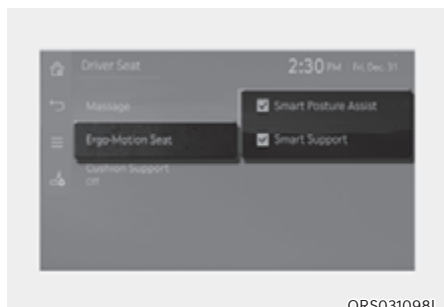 Driver Seat
2:30 PM Fri, Dec. 31
Massage
Smart Posture Assist
Ergo-Motion Seat
Smart Support
Cushion Support
Off
ORS031098L